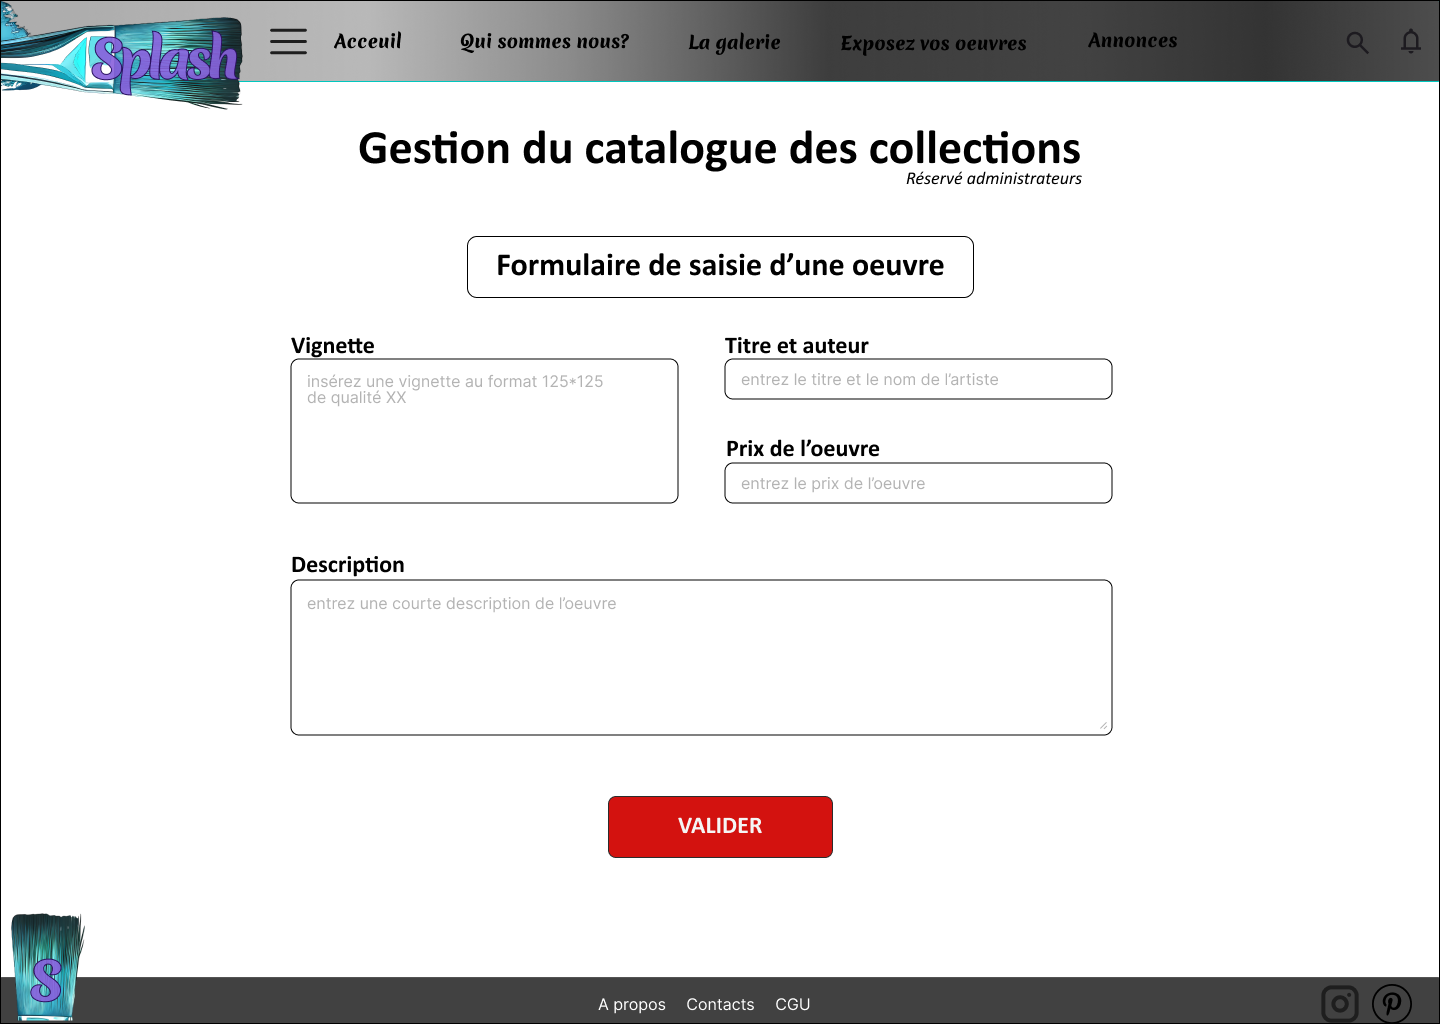 Splash
Acceuil
Qui sommes nous?
La galerie
Exposez vos oeuvres
Annonces
Gestion du catalogue des collections
Réservé administrateurs
Formulaire de saisie d’une oeuvre
Vignette
insérez une vignette au format 125*125
de qualité XX
Titre et auteur
entrez le titre et le nom de l’artiste
Prix de l’oeuvre
entrez le prix de l’oeuvre
Description
entrez une courte description de l’oeuvre
VALIDER
S
A propos
Contacts
CGU